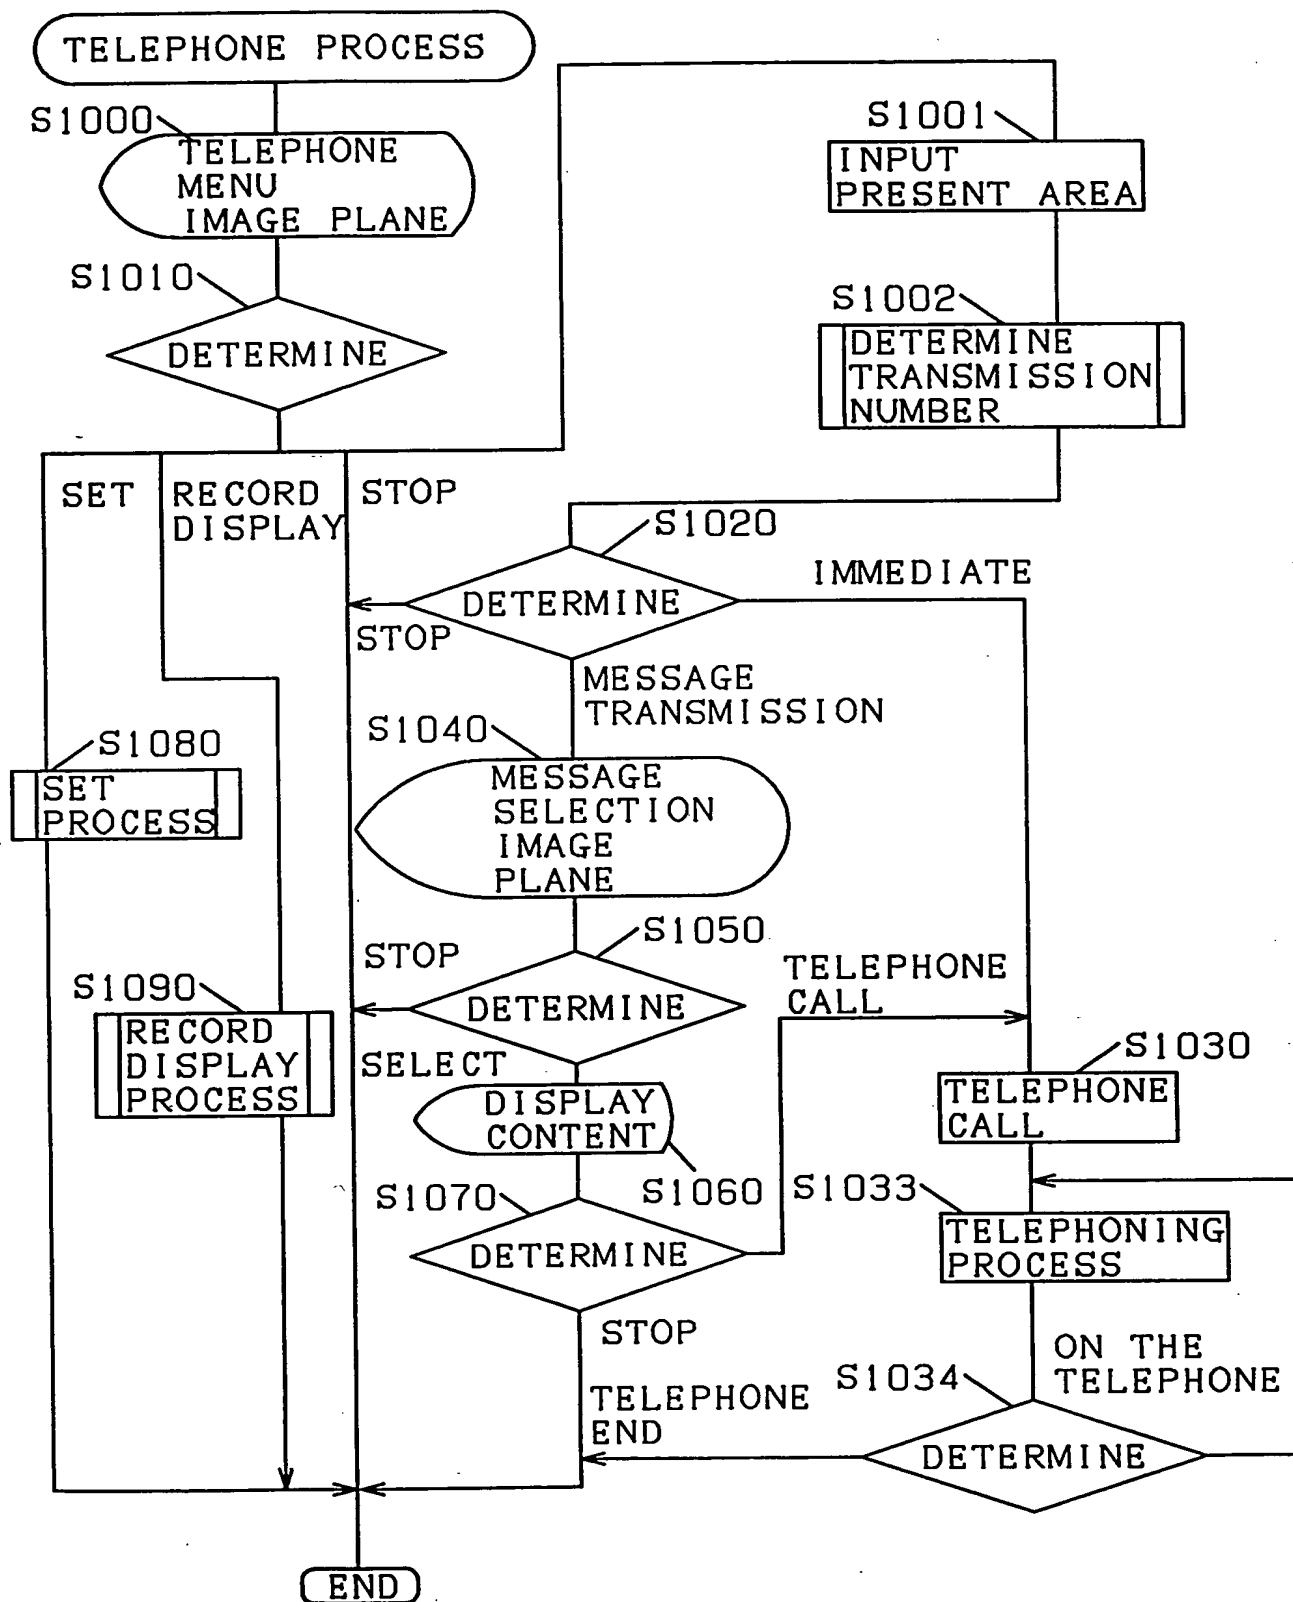 TELEPHONE PROCESS
S1000
TELEPHONE
MENU
IMAGE PLANE
S1001
INPUT
PRESENT AREA
S1010
DETERMINE
S1002
DETERMINE
TRANSMISSION
NUMBER
SET
RECORD
DISPLAY
STOP
S1020
DETERMINE
IMMEDIATE
STOP
MESSAGE
TRANSMISSION
S1040
MESSAGE
SELECTION
IMAGE
PLANE
S1080
SET
PROCESS
S1050
STOP
DETERMINE
TELEPHONE
CALL
S1090
RECORD
DISPLAY
PROCESS
SELECT
S1030
TELEPHONE
CALL
DISPLAY
CONTENT
S1060
S1070
DETERMINE
S1033
TELEPHONING
PROCESS
STOP
ON THE
TELEPHONE
S1034
TELEPHONE
END
DETERMINE
END